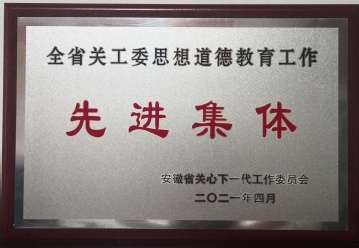 全省关工委思想道德教育工作
先进集体
安徽省关心下一代工作委员会
二〇二一年四月